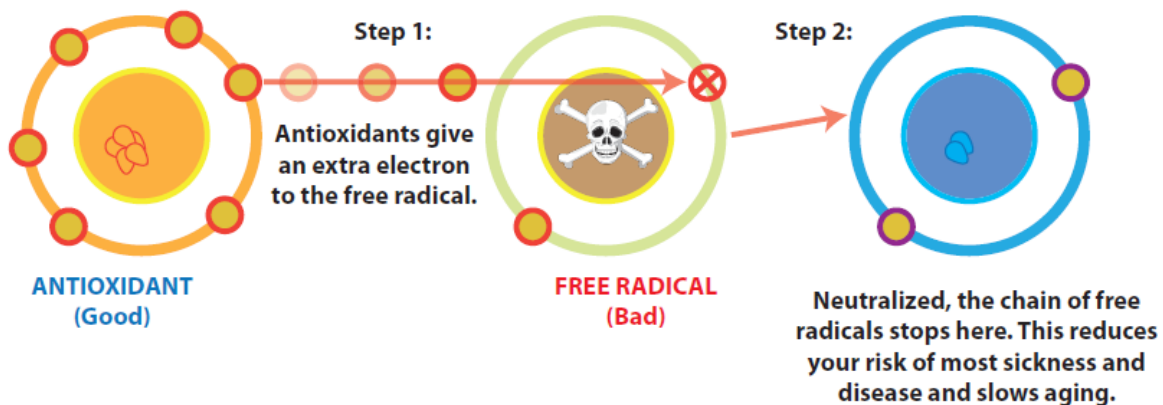 Step 1:
Step 2:
Antioxidants give
an extra electron
to the free radical.
ANTIOXIDANT
(Good)
FREE RADICAL
(Bad)
Neutralized, the chain of free
radicals stops here. This reduces
your risk of most sickness and
disease and slows aging.